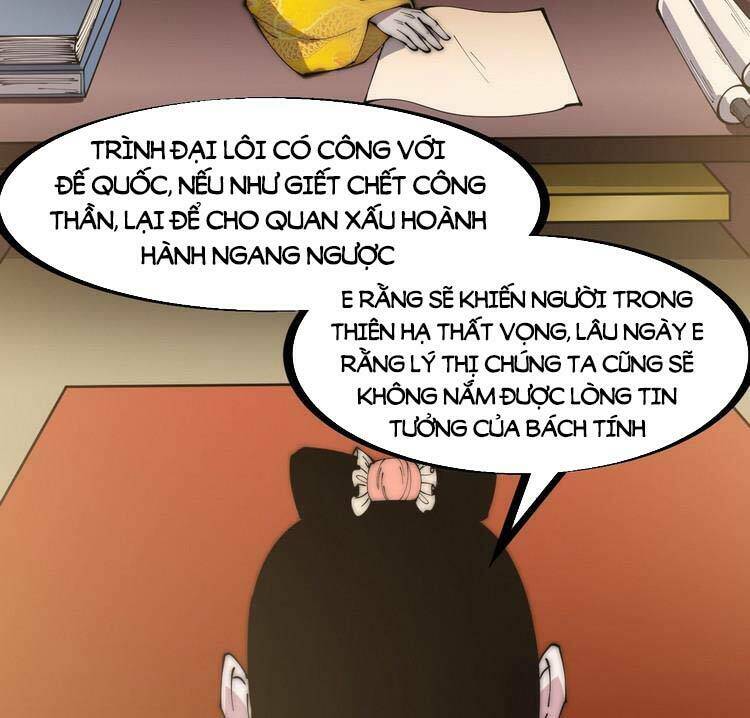 TRÌNH ĐẠI LÔI CÓ CÔNG VỚI
ĐẾ QUỐC, NẾU NHƯ GIẾT CHẾT CÔNG
THẦN, LẠI ĐỂ CHO QUAN XẤU HOÀNH
HÀNH NGANG NGƯỢC
E RẰNG SẼ KHIẾN NGƯỜI TRONG
THIÊN HẠ THẤT VỌNG, LÂU NGÀY E
RẰNG LÝ THỊ CHÚNG TA CŨNG SẼ
KHÔNG NẮM ĐƯỢC LÒNG TIN
TƯỞNG CỦA BÁCH TÍNH